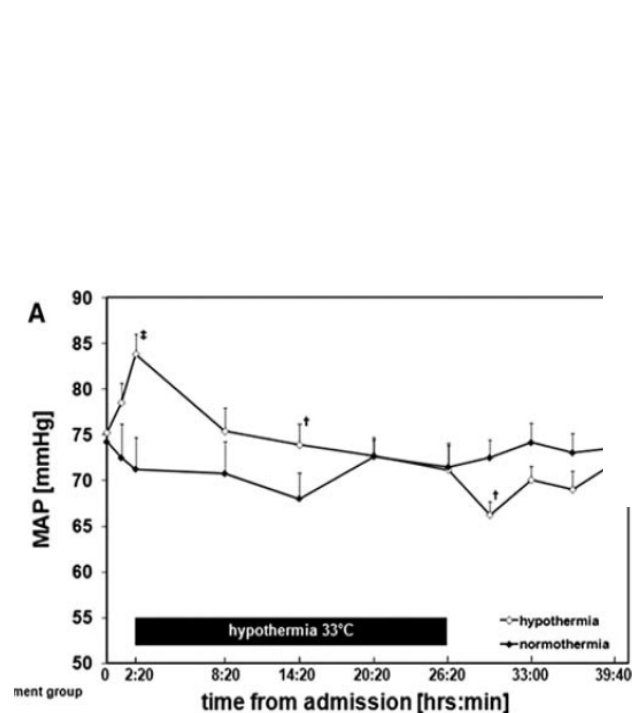 A
90
85
80
75
70
65
60
55
50
MAP [mmHg]
‡
†
†
hypothermia 33°C
hypothermia
normothermia
0 2:20 8:20 14:20 20:20 26:20 33:00 39:40
ment group
time from admission [hrs:min]